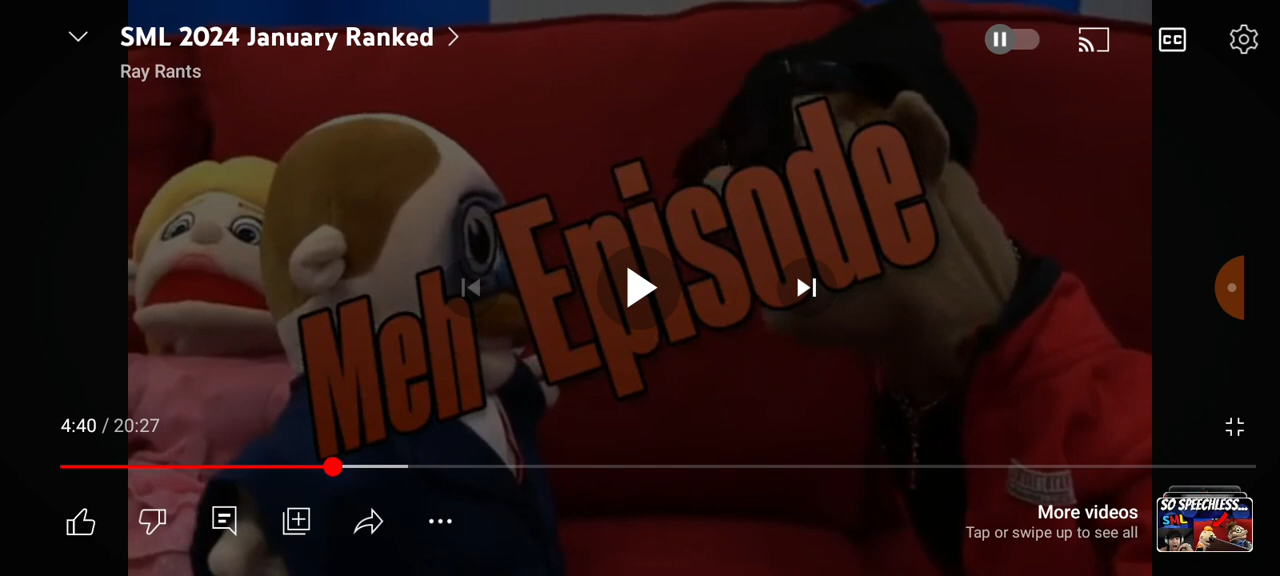 SML 2024 January Ranked
Ray Rants
CC
Meh Episode
4:40 / 20:27
More videos
Tap or swipe up to see all
SO SPEECHLESS...
SML